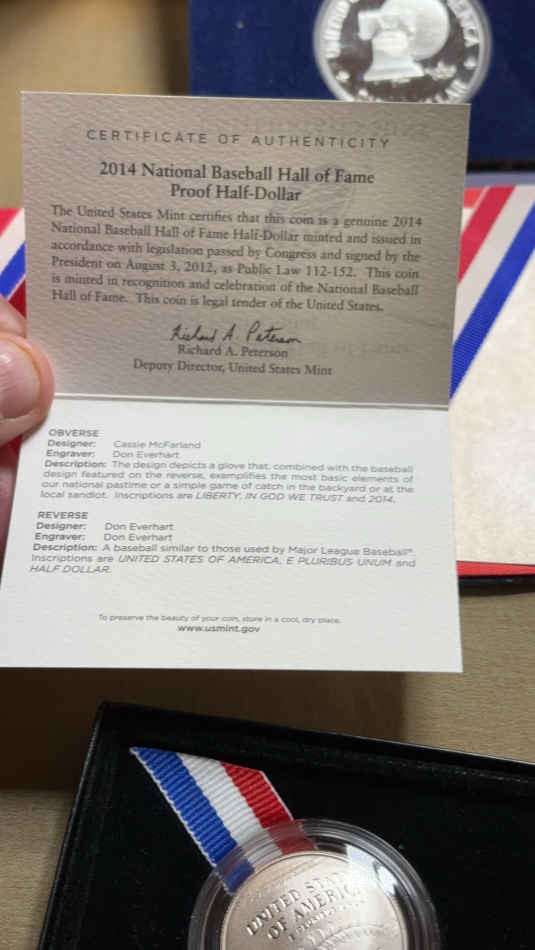 UNITED
AMERICA
CERTIFICATE OF AUTHENTICITY
2014 National Baseball Hall of Fame
Proof Half-Dollar
The United States Mint certifies that this coin is a genuine 2014
National Baseball Hall of Fame Half-Dollar minted and issued in
accordance with legislation passed by Congress and signed by the
President on August 3, 2012, as Public Law 112-152. This coin
is minted in recognition and celebration of the National Baseball
Hall of Fame. This coin is legal tender of the United States.
Richard A. Peterson
Richard A. Peterson
Deputy Director, United States Mint
OBVERSE
Designer: Cassie McFarland
Engraver: Don Everhart
Description: The design depicts a glove that, combined with the baseball
design featured on the reverse, exemplifies the most basic elements of
our national pastime or a simple game of catch in the backyard or at the
local sandlot. Inscriptions are LIBERTY, IN GOD WE TRUST and 2014.
REVERSE
Designer: Don Everhart
Engraver: Don Everhart
Description: A baseball similar to those used by Major League Baseball®.
Inscriptions are UNITED STATES OF AMERICA, E PLURIBUS UNUM and
HALF DOLLAR.
To preserve the beauty of your coin, store in a cool, dry place.
www.usmint.gov
UNITED STATES
OF AMERICA